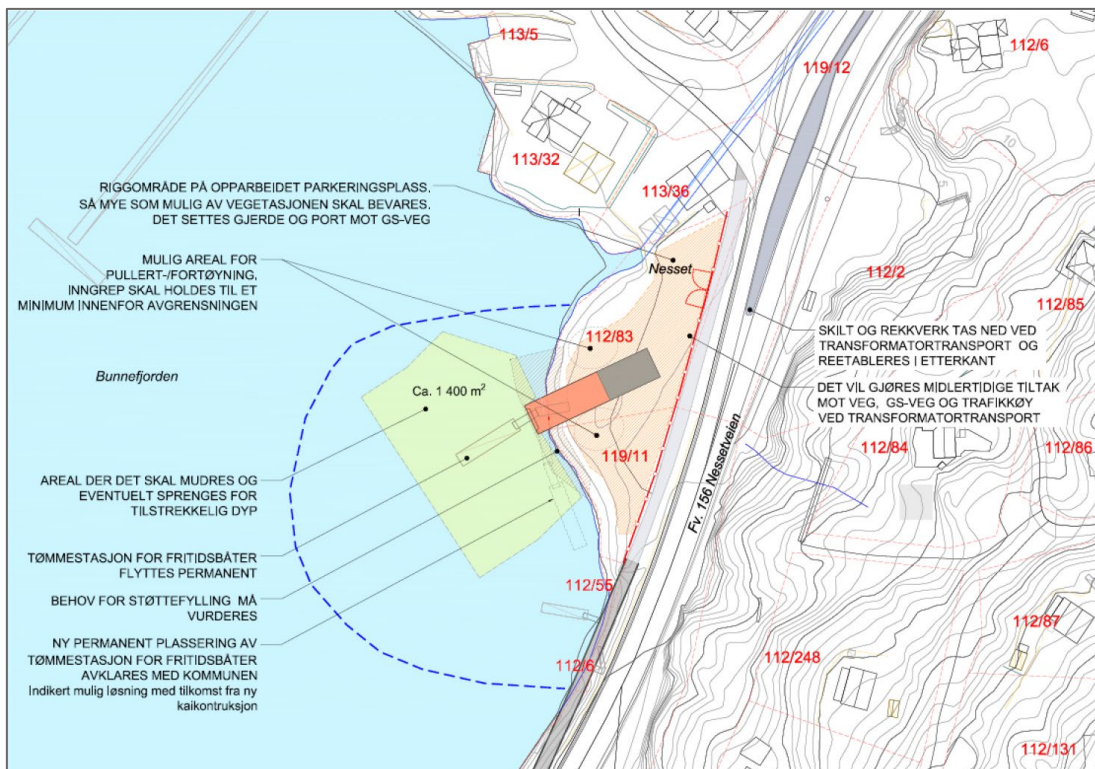 113/5
112/6
119/12
113/32
113/36
RIGGOMRÅDE PÅ OPPARBEIDET PARKERINGSPLASS.
SÅ MYE SOM MULIG AV VEGETASJONEN SKAL BEVARES.
DET SETTES GJERDE OG PORT MOT GS-VEG
MULIG AREAL FOR
PULLERT-/FORTØYNING,
INNGREP SKAL HOLDES TIL ET
MINIMUM INNENFOR AVGRENSNINGEN
Nesset
112/2
112/85
112/83
SKILT OG REKKVERK TAS NED VED
TRANSFORMATORTRANSPORT OG
REETABLERES I ETTERKANT
Bunnefjorden
Ca. 1 400 m²
DET VIL GJØRES MIDLERTIDIGE TILTAK
MOT VEG, GS-VEG OG TRAFIKKØY
VED TRANSFORMATORTRANSPORT
119/11
112/84
112/86
Fv. 156 Nessetveien
AREAL DER DET SKAL MUDRES OG
EVENTUELT SPRENGES FOR
TILSTREKKELIG DYP
TØMMESTASJON FOR FRITIDSBÅTER
FLYTTES PERMANENT
BEHOV FOR STØTTEFYLLING MÅ
VURDERES
112/55
NY PERMANENT PLASSERING AV
TØMMESTASJON FOR FRITIDSBÅTER
AVKLARES MED KOMMUNEN
Indikert mulig løsning med tilkomst fra ny
kaikontruksjon
112/6
112/87
112/248
112/131
10